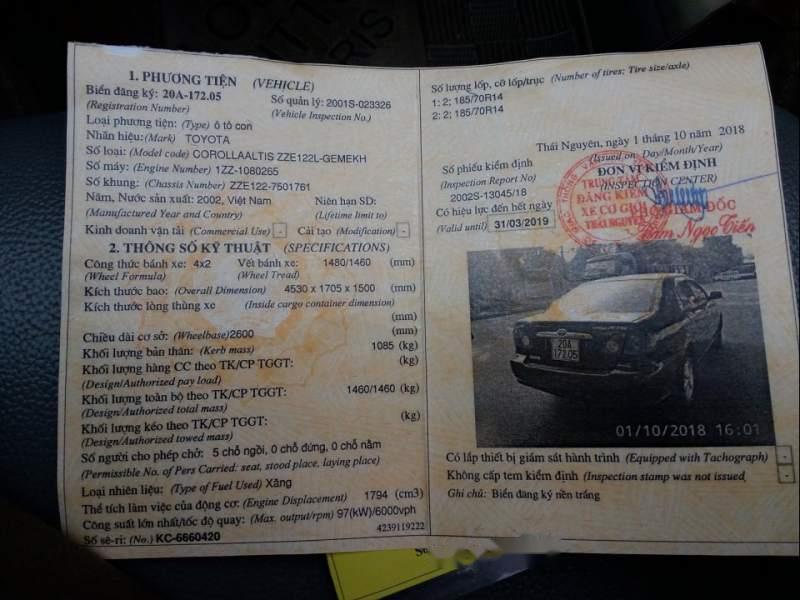 1. PHƯƠNG TIỆN (VEHICLE)
Biển đăng ký: 20A-172.05 Số quản lý: 2001S-023326
(Registration Number) (Vehicle Inspection No.)
Loại phương tiện: (Type) ô tô con
Nhãn hiệu: (Mark) TOYOTA
Số loại: (Model code) COROLLAALTIS ZZE122L-GEMEKH
Số máy: (Engine Number) 1ZZ-1080265
Số khung: (Chassis Number) ZZE122-7501761
Năm, Nước sản xuất: 2002, Việt Nam Niên hạn SD:
(Manufactured Year and Country) (Lifetime limit to)
Kinh doanh vận tải (Commercial Use) - Cải tạo (Modification) -
2. THÔNG SỐ KỸ THUẬT (SPECIFICATIONS)
Công thức bánh xe: 4x2 Vết bánh xe: 1480/1460 (mm)
(Wheel Formula) (Wheel Tread)
Kích thước bao: (Overall Dimension) 4530 x 1705 x 1500 (mm)
Kích thước lòng thùng xe (Inside cargo container dimension)
(mm)
Chiều dài cơ sở: (Wheelbase) 2600 (mm)
Khối lượng bản thân: (Kerb mass) 1085 (kg)
Khối lượng hàng CC theo TK/CP TGGT: (kg)
(Design/Authorized pay load)
Khối lượng toàn bộ theo TK/CP TGGT: 1460/1460 (kg)
(Design/Authorized total mass)
Khối lượng kéo theo TK/CP TGGT: (kg)
(Design/Authorized towed mass)
Số người cho phép chở: 5 chỗ ngồi, 0 chỗ đứng, 0 chỗ nằm
(Permissible No. of Pers Carried: seat, stood place, laying place)
Loại nhiên liệu: (Type of Fuel Used) Xăng
Thể tích làm việc của động cơ: (Engine Displacement) 1794 (cm3)
Công suất lớn nhất/tốc độ quay: (Max. output/rpm) 97(kW)/6000vph
4239119222
Số sê-ri: (No.) KC-6660420
Số lượng lốp, cỡ lốp/trục (Number of tires; Tire size/axle)
1: 2; 185/70R14
2: 2; 185/70R14
Thái Nguyên, ngày 1 tháng 10 năm 2018
(Issued on: Day/Month/Year)
Số phiếu kiểm định ĐƠN VỊ KIỂM ĐỊNH
(Inspection Report No) (INSPECTION CENTER)
2002S-13045/18
Có hiệu lực đến hết ngày
(Valid until) 31/03/2019
TRUNG TÂM
ĐĂNG KIỂM
XE CƠ GIỚI
THÁI NGUYÊN
PHÓ GIÁM ĐỐC
Phạm Ngọc Tiến
20A
172.05
01/10/2018 16:01
Có lắp thiết bị giám sát hành trình (Equipped with Tachograph) -
Không cấp tem kiểm định (Inspection stamp was not issued) -
Ghi chú: Biển đăng ký nền trắng